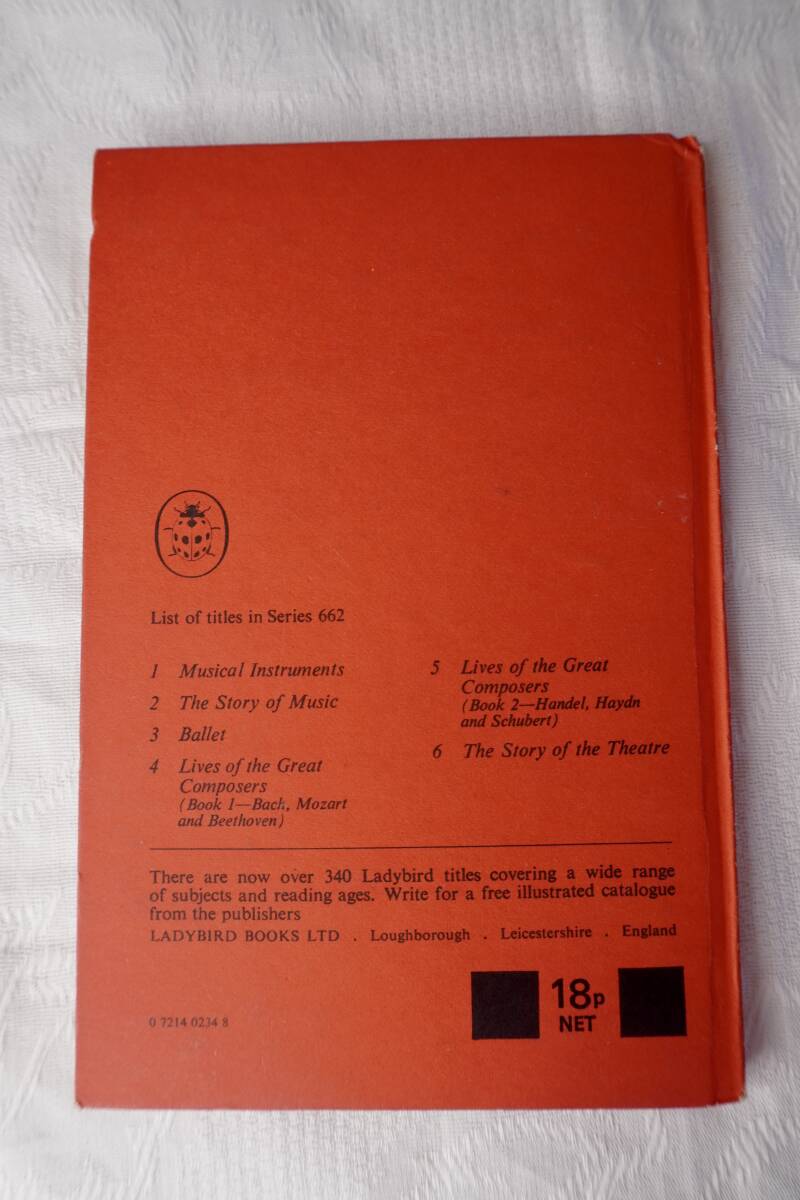 List of titles in Series 662
1 Musical Instruments
2 The Story of Music
3 Ballet
4 Lives of the Great
Composers
(Book 1—Bach, Mozart
and Beethoven)
5 Lives of the Great
Composers
(Book 2—Handel, Haydn
and Schubert)
6 The Story of the Theatre
There are now over 340 Ladybird titles covering a wide range
of subjects and reading ages. Write for a free illustrated catalogue
from the publishers
LADYBIRD BOOKS LTD . Loughborough . Leicestershire . England
0 7214 0234 8
18p
NET